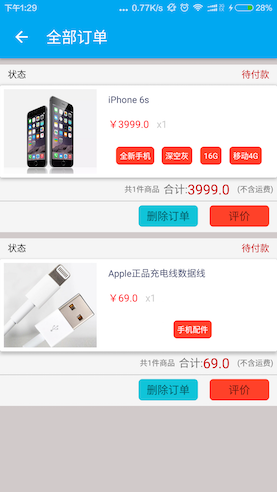 下午1:29 ... 0.77K/s 28%
全部订单
状态 待付款
iPhone 6s
￥3999.0 x1
全新手机 深空灰 16G 移动4G
共1件商品 合计:3999.0 (不含运费)
删除订单 评价
状态 待付款
Apple正品充电线数据线
￥69.0 x1
手机配件
共1件商品 合计:69.0 (不含运费)
删除订单 评价